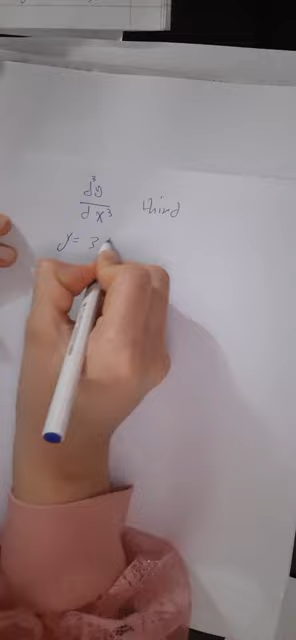 d³y
dx³ third
y = 3